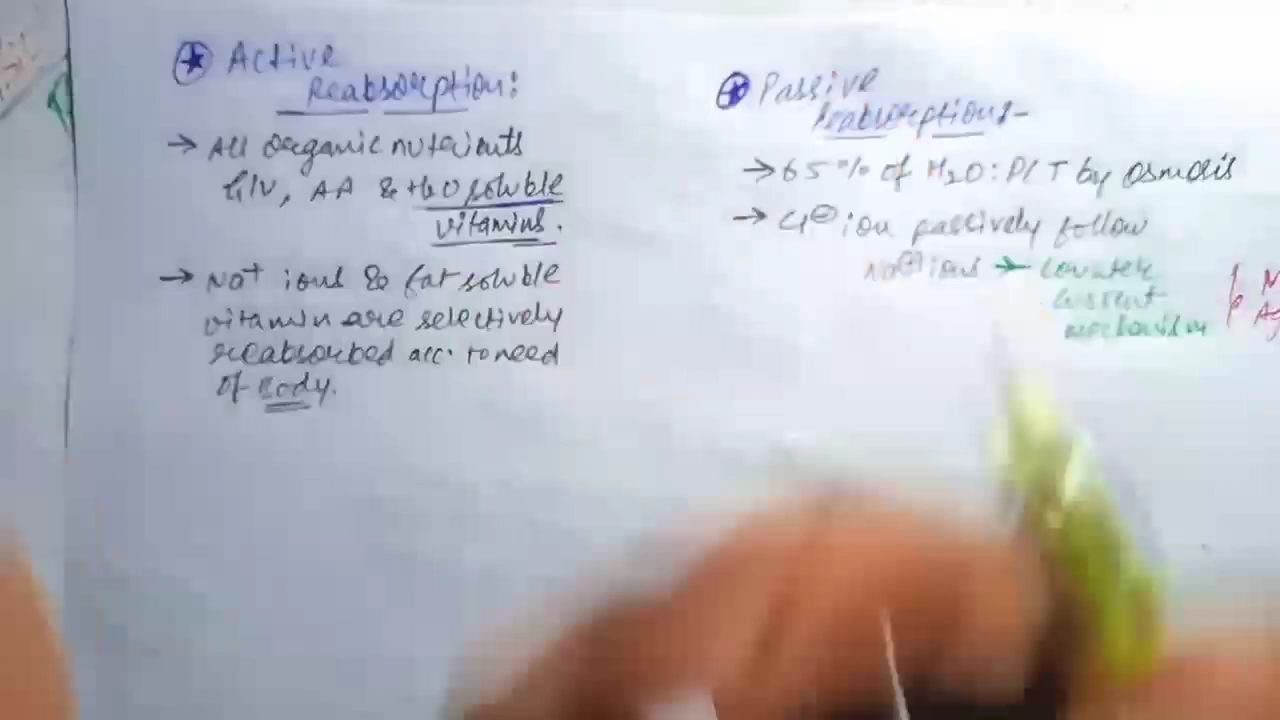 Active
Reabsorption:
→ All organic nutrients
Glu, AA & H2O soluble
vitamins.
→ Na+ ions & fat soluble
vitamin are selectively
reabsorbed acc. to need
of Body.
Passive
Reabsorptions-
→ 65% of H2O: PCT by osmosis
→ Cl⊖ ion passively follow
Na⊕ ions → counter
current
mechanism